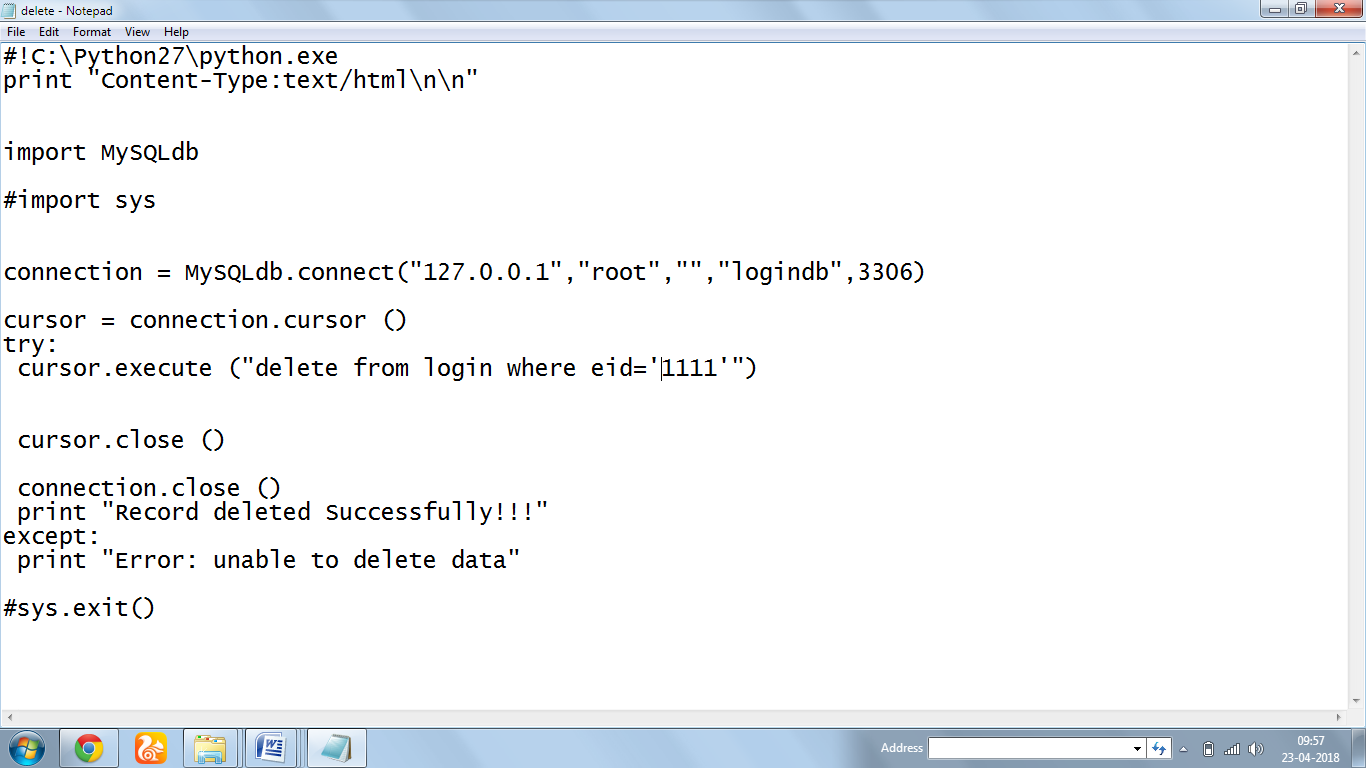 delete - Notepad
File Edit Format View Help
#!C:\Python27\python.exe
print "Content-Type:text/html\n\n"
import MySQLdb
#import sys
connection = MySQLdb.connect("127.0.0.1","root","","logindb",3306)
cursor = connection.cursor ()
try:
 cursor.execute ("delete from login where eid='1111'")
 cursor.close ()
 connection.close ()
 print "Record deleted Successfully!!!"
except:
 print "Error: unable to delete data"
#sys.exit()
Address
09:57
23-04-2018